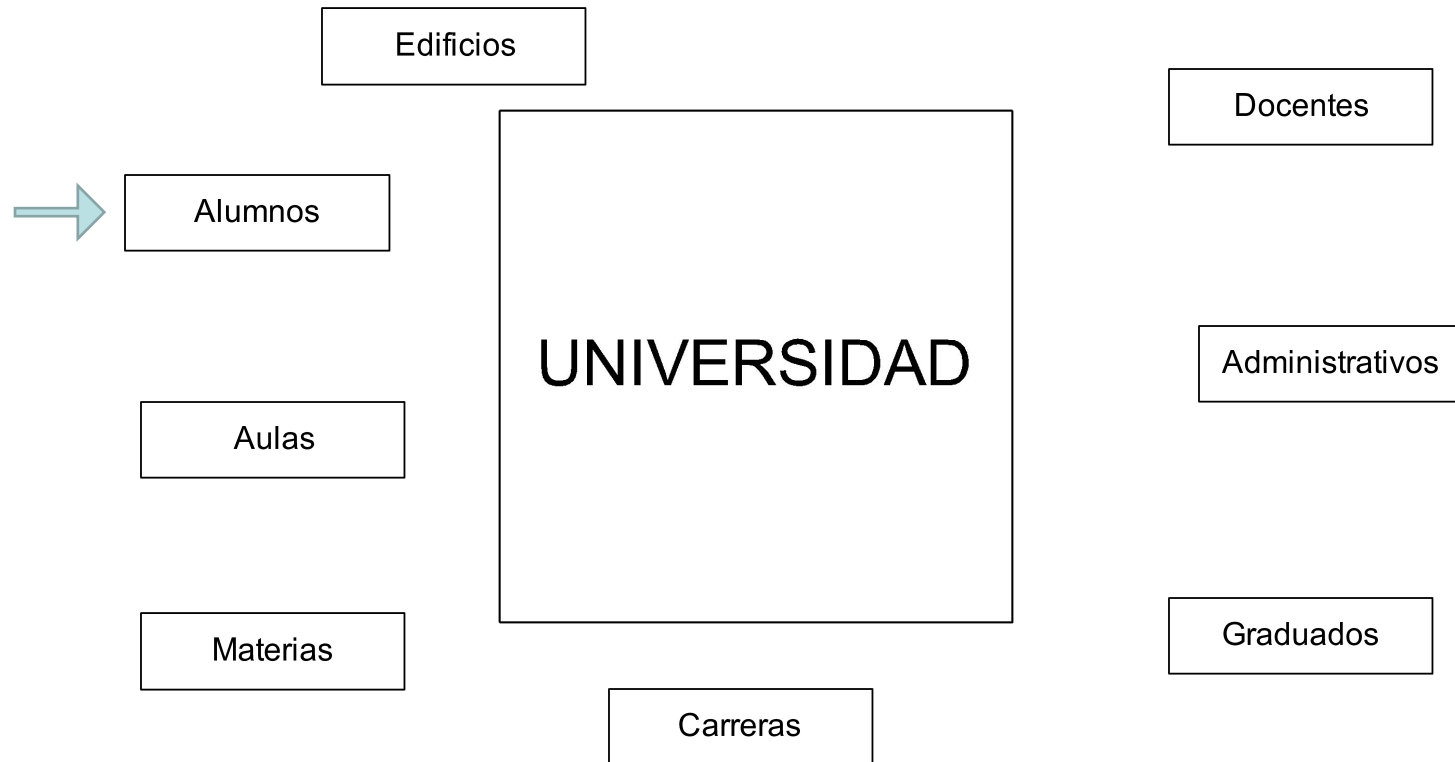 Edificios
Docentes
Alumnos
UNIVERSIDAD
Administrativos
Aulas
Graduados
Materias
Carreras